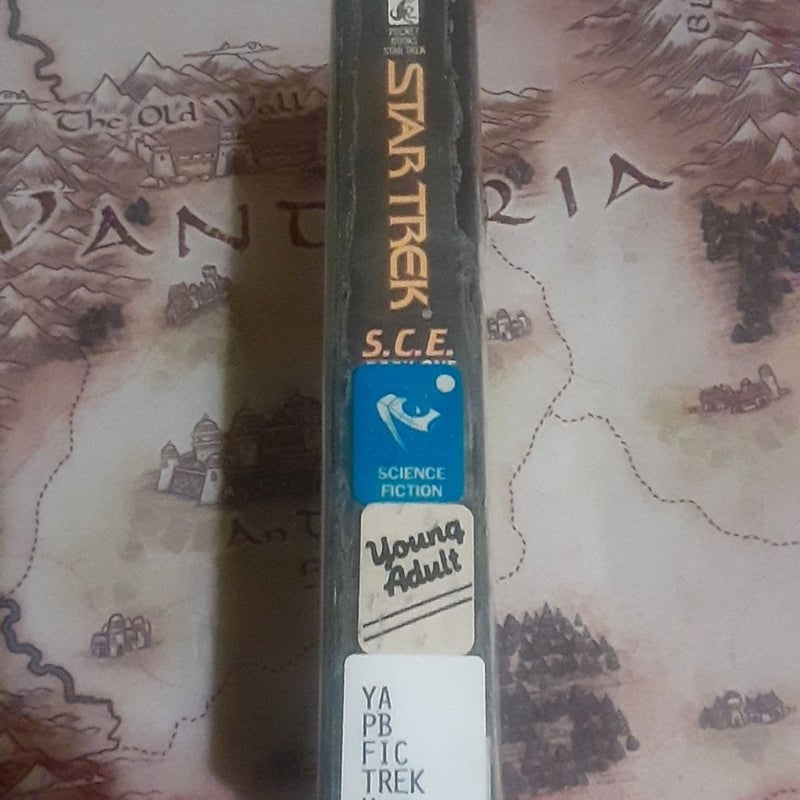 POCKET
BOOKS
STAR TREK
STAR TREK®
S.C.E.
SCIENCE
FICTION
Young
Adult
YA
PB
FIC
TREK
The Old Wall